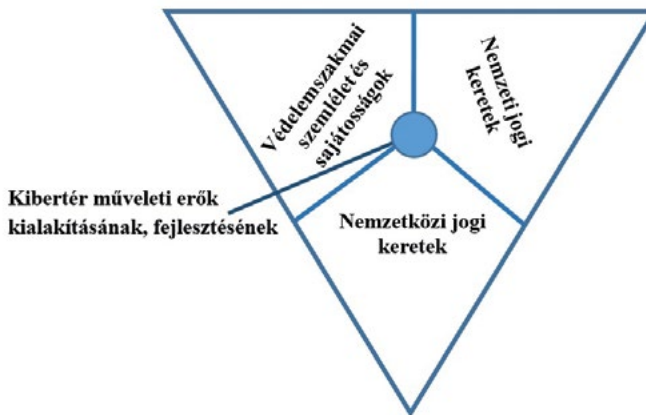 Védelemszakmai
szemlélet és
sajátosságok
Nemzeti jogi
keretek
Kibertér műveleti erők
kialakításának, fejlesztésének
Nemzetközi jogi
keretek